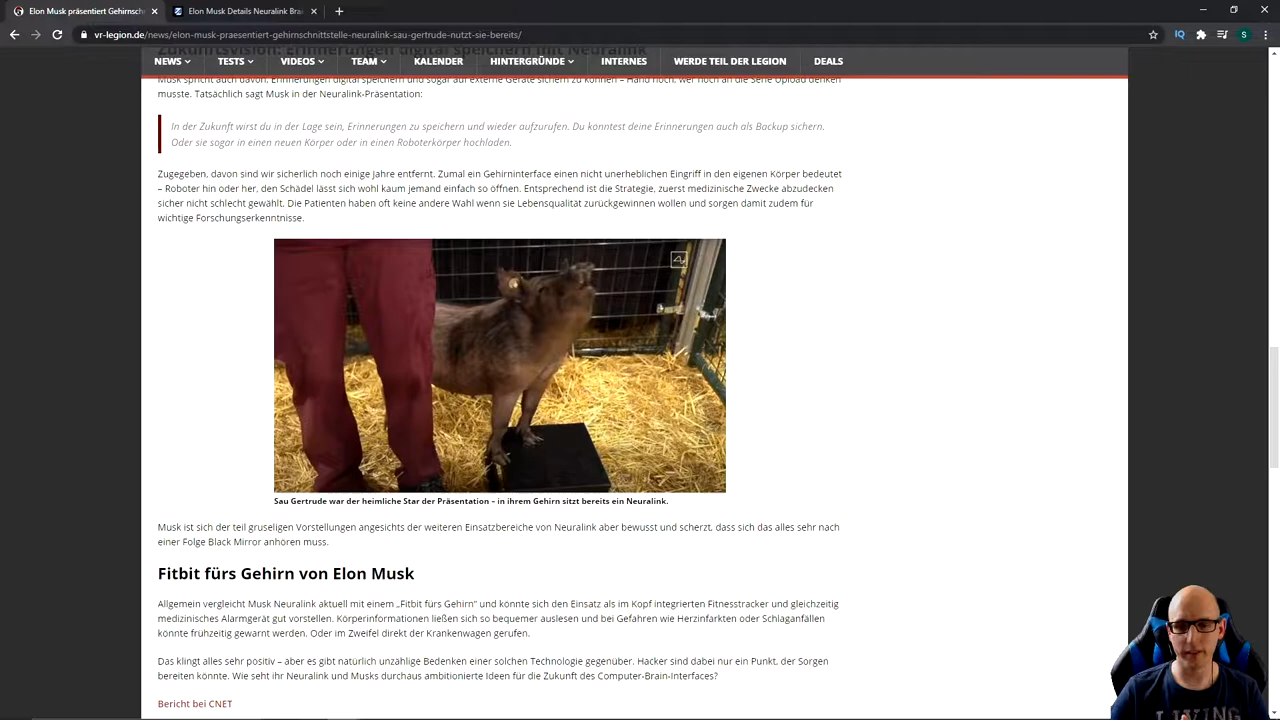 Elon Musk präsentiert Gehirnschn
Elon Musk Details Neuralink Brai
vr-legion.de/news/elon-musk-praesentiert-gehirnschnittstelle-neuralink-sau-gertrude-nutzt-sie-bereits/
Zukunftsvision: Erinnerungen digital speichern mit Neuralink
NEWS TESTS VIDEOS TEAM KALENDER HINTERGRÜNDE INTERNES WERDE TEIL DER LEGION DEALS
Musk spricht auch davon, Erinnerungen digital speichern und sogar auf externe Geräte sichern zu können – Hand hoch, wer noch an die Serie Upload denken
musste. Tatsächlich sagt Musk in der Neuralink-Präsentation:
In der Zukunft wirst du in der Lage sein, Erinnerungen zu speichern und wieder aufzurufen. Du könntest deine Erinnerungen auch als Backup sichern.
Oder sie sogar in einen neuen Körper oder in einen Roboterkörper hochladen.
Zugegeben, davon sind wir sicherlich noch einige Jahre entfernt. Zumal ein Gehirninterface einen nicht unerheblichen Eingriff in den eigenen Körper bedeutet
– Roboter hin oder her, den Schädel lässt sich wohl kaum jemand einfach so öffnen. Entsprechend ist die Strategie, zuerst medizinische Zwecke abzudecken
sicher nicht schlecht gewählt. Die Patienten haben oft keine andere Wahl wenn sie Lebensqualität zurückgewinnen wollen und sorgen damit zudem für
wichtige Forschungserkenntnisse.
Sau Gertrude war der heimliche Star der Präsentation – in ihrem Gehirn sitzt bereits ein Neuralink.
Musk ist sich der teil gruseligen Vorstellungen angesichts der weiteren Einsatzbereiche von Neuralink aber bewusst und scherzt, dass sich das alles sehr nach
einer Folge Black Mirror anhören muss.
Fitbit fürs Gehirn von Elon Musk
Allgemein vergleicht Musk Neuralink aktuell mit einem „Fitbit fürs Gehirn“ und könnte sich den Einsatz als im Kopf integrierten Fitnesstracker und gleichzeitig
medizinisches Alarmgerät gut vorstellen. Körperinformationen ließen sich so bequemer auslesen und bei Gefahren wie Herzinfarkten oder Schlaganfällen
könnte frühzeitig gewarnt werden. Oder im Zweifel direkt der Krankenwagen gerufen.
Das klingt alles sehr positiv – aber es gibt natürlich unzählige Bedenken einer solchen Technologie gegenüber. Hacker sind dabei nur ein Punkt, der Sorgen
bereiten könnte. Wie seht ihr Neuralink und Musks durchaus ambitionierte Ideen für die Zukunft des Computer-Brain-Interfaces?
Bericht bei CNET
LIVING